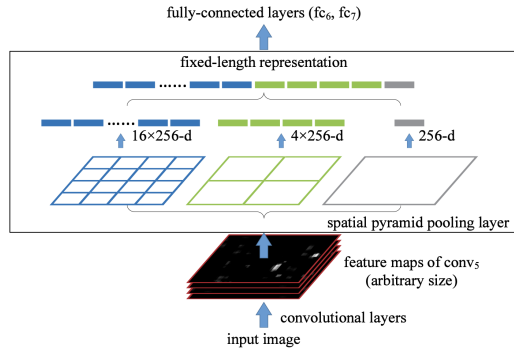 fully-connected layers (fc6, fc7)
fixed-length representation
......
......
16×256-d
4×256-d
256-d
spatial pyramid pooling layer
feature maps of conv5
(arbitrary size)
convolutional layers
input image